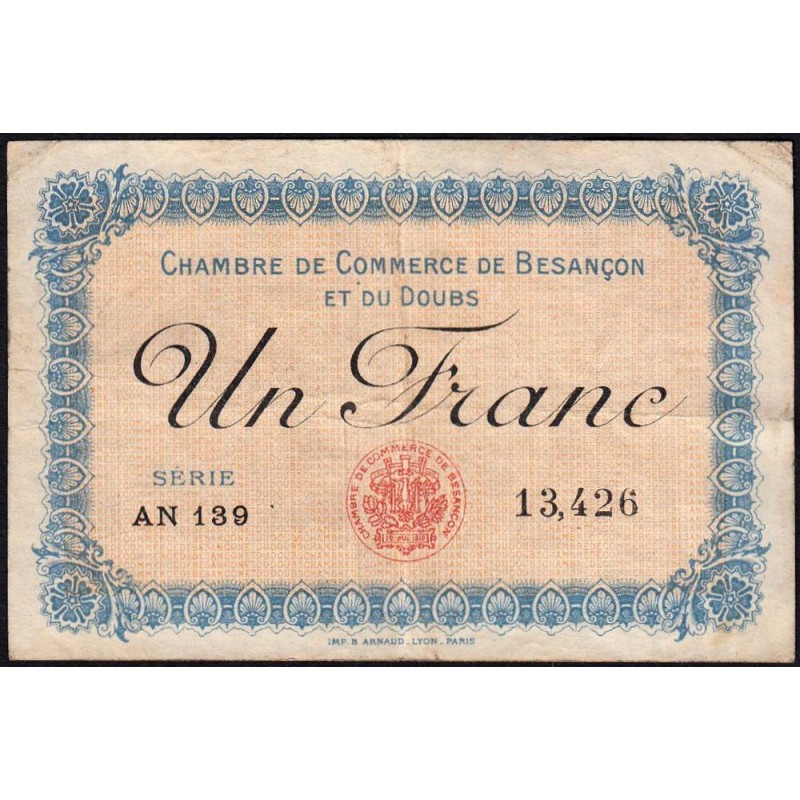 CHAMBRE DE COMMERCE DE BESANÇON
ET DU DOUBS
Un Franc
SÉRIE
AN 139
CHAMBRE DE COMMERCE DE BESANÇON
13,426
IMP. B. ARNAUD _ LYON _ PARIS